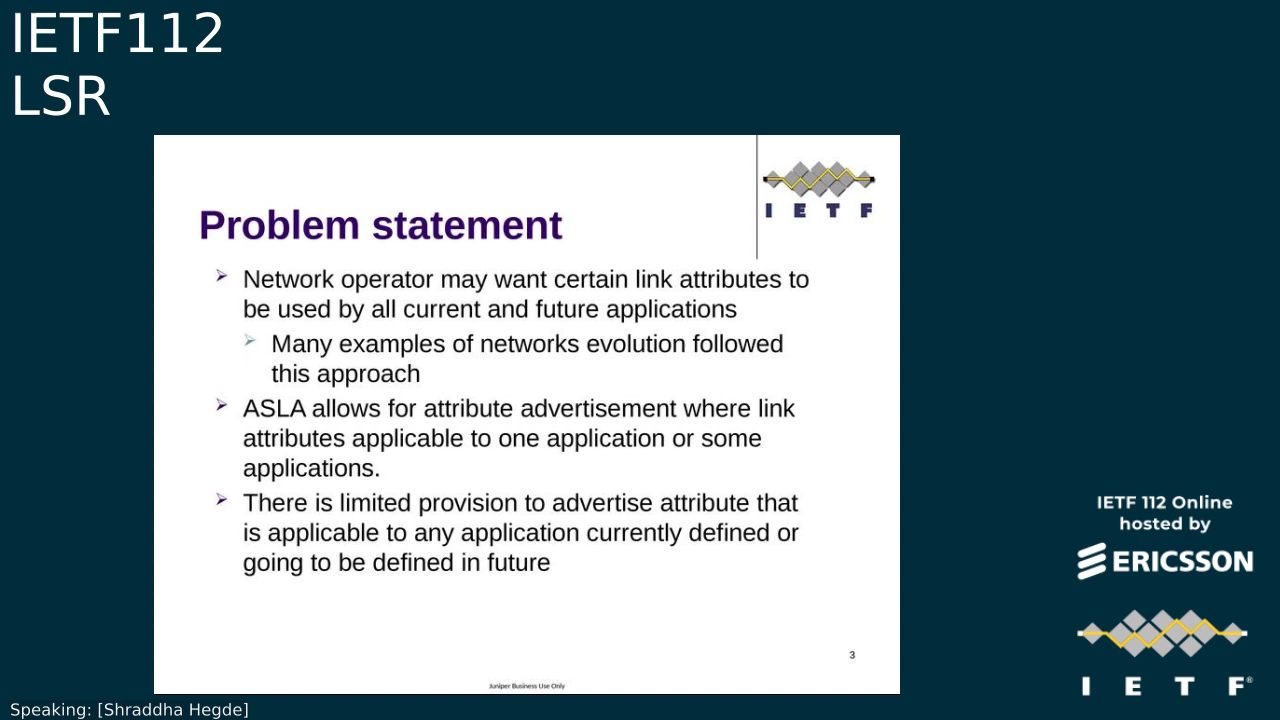 IETF112
LSR
I E T F
Problem statement
Network operator may want certain link attributes to
be used by all current and future applications
Many examples of networks evolution followed
this approach
ASLA allows for attribute advertisement where link
attributes applicable to one application or some
applications.
There is limited provision to advertise attribute that
is applicable to any application currently defined or
going to be defined in future
3
Juniper Business Use Only
IETF 112 Online
hosted by
ERICSSON
I E T F®
Speaking: [Shraddha Hegde]